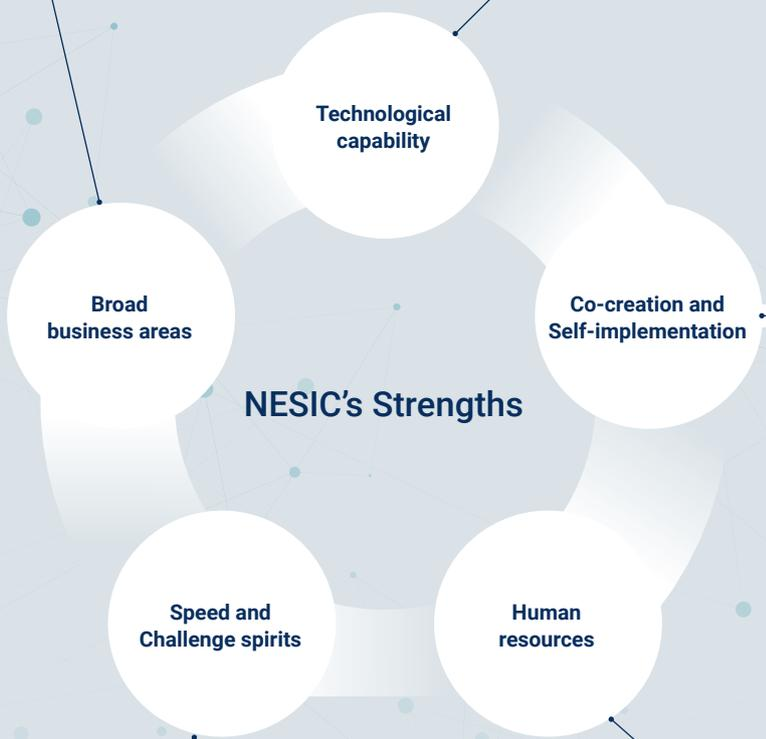 Technological
capability
Broad
business areas
Co-creation and
Self-implementation
NESIC’s Strengths
Speed and
Challenge spirits
Human
resources